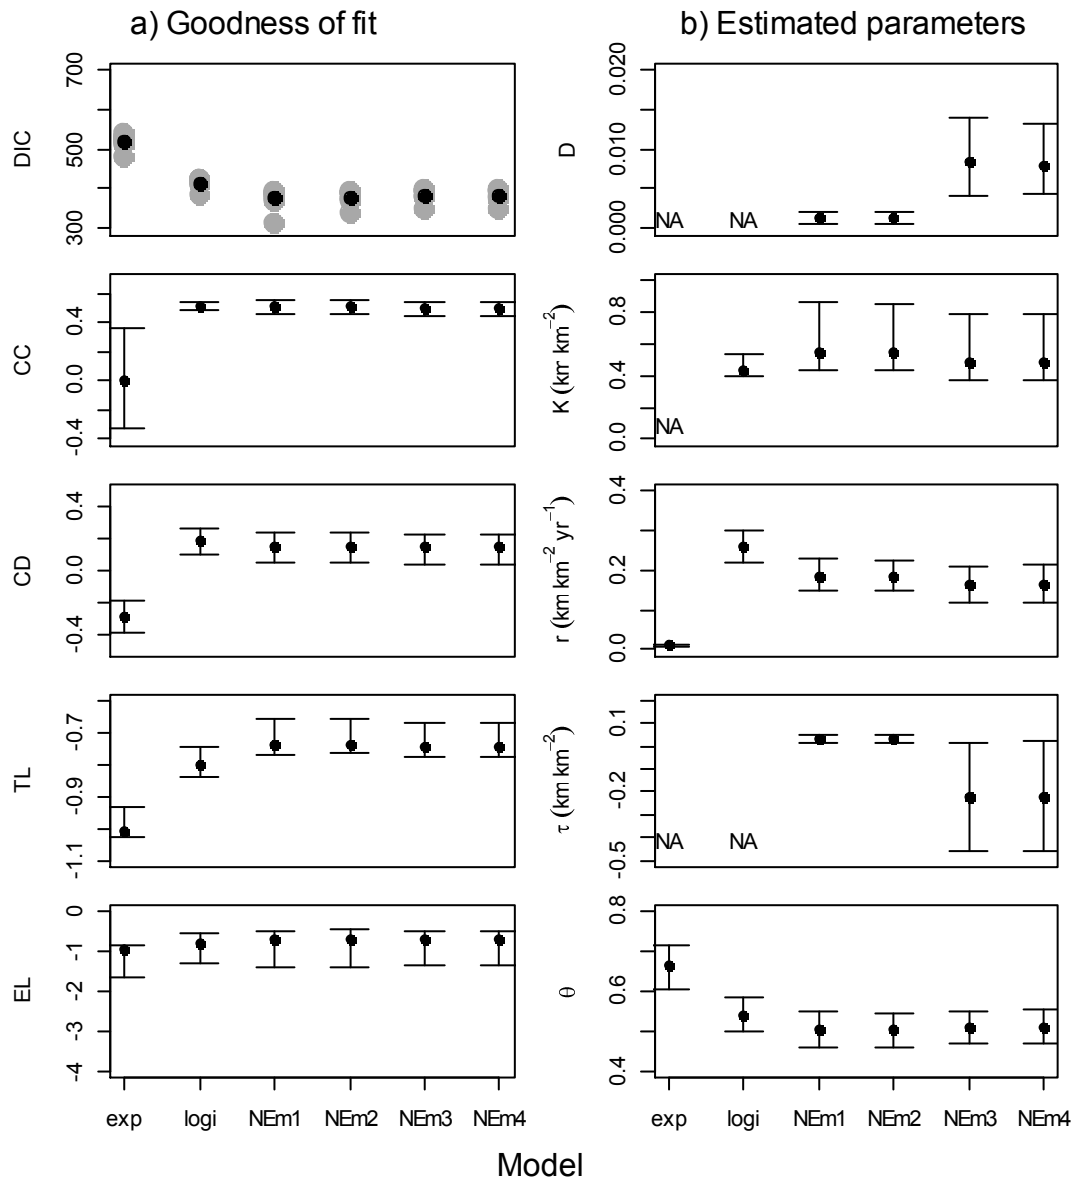 a) Goodness of fit
DIC
700
500
300
CC
0.4
0.0
-0.4
CD
0.4
0.0
-0.4
TL
-0.7
-0.9
-1.1
EL
0
-1
-2
-3
-4
exp logi NEm1 NEm2 NEm3 NEm4
b) Estimated parameters
D
0.020
0.010
0.000
NA NA
K (km km⁻²)
0.8
0.4
0.0
NA
r (km km⁻² yr⁻¹)
0.4
0.2
0.0
τ (km km⁻²)
0.1
-0.2
-0.5
NA NA
θ
0.8
0.6
0.4
exp logi NEm1 NEm2 NEm3 NEm4
Model